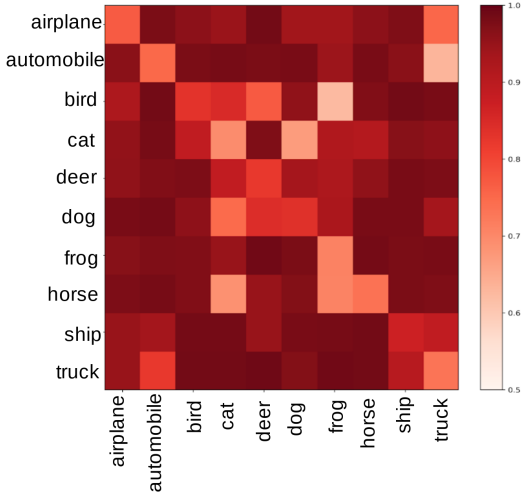 airplane
automobile
bird
cat
deer
dog
frog
horse
ship
truck
airplane
automobile
bird
cat
deer
dog
frog
horse
ship
truck
1.0
0.9
0.8
0.7
0.6
0.5